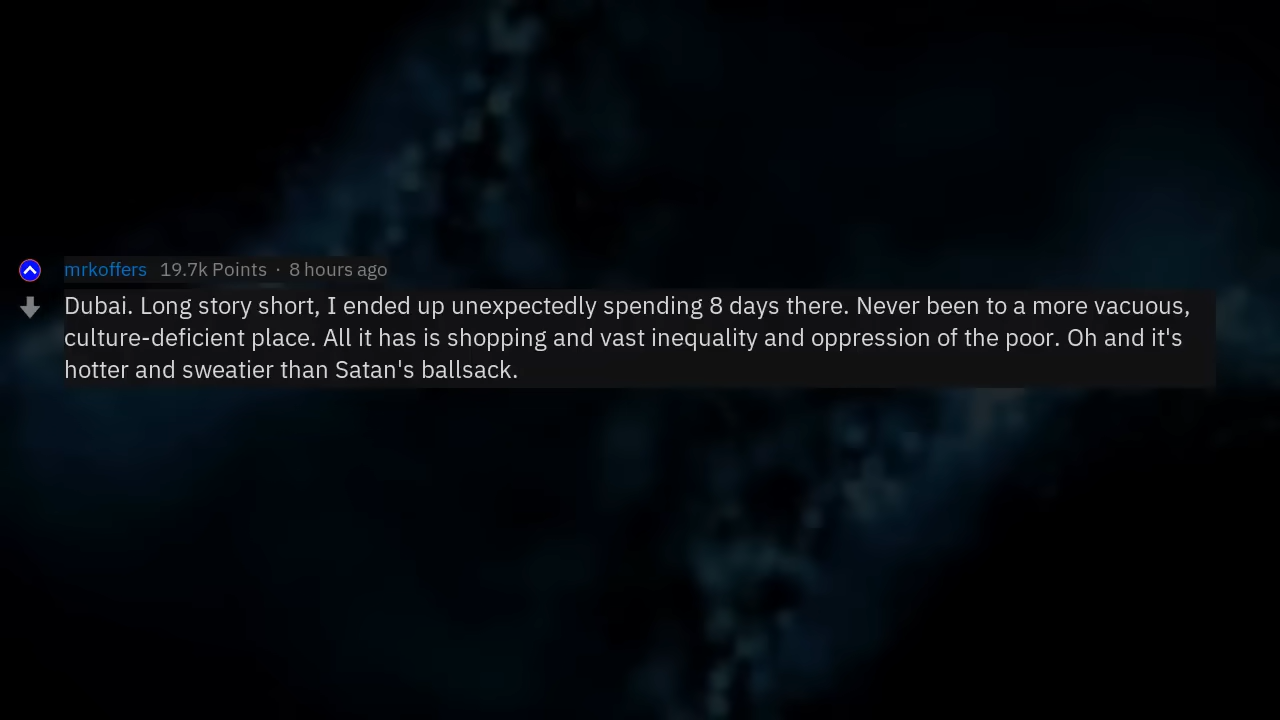 mrkoffers 19.7k Points · 8 hours ago
Dubai. Long story short, I ended up unexpectedly spending 8 days there. Never been to a more vacuous,
culture-deficient place. All it has is shopping and vast inequality and oppression of the poor. Oh and it's
hotter and sweatier than Satan's ballsack.